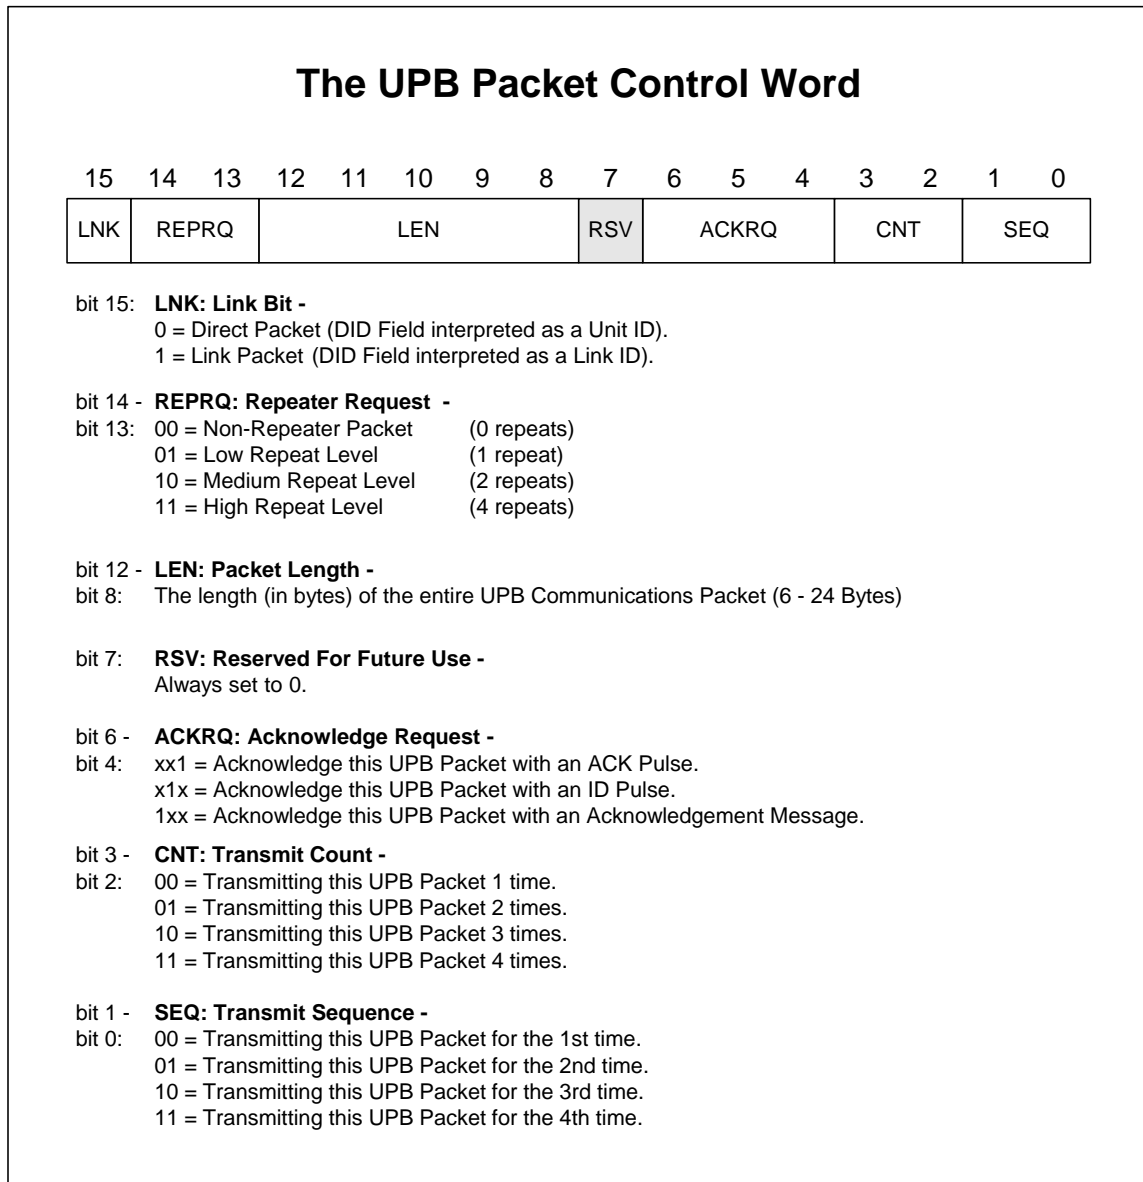 The UPB Packet Control Word
15 14 13 12 11 10 9 8 7 6 5 4 3 2 1 0
LNK REPRQ LEN RSV ACKRQ CNT SEQ
bit 15: LNK: Link Bit -
0 = Direct Packet (DID Field interpreted as a Unit ID).
1 = Link Packet (DID Field interpreted as a Link ID).
bit 14 - REPRQ: Repeater Request -
bit 13: 00 = Non-Repeater Packet (0 repeats)
01 = Low Repeat Level (1 repeat)
10 = Medium Repeat Level (2 repeats)
11 = High Repeat Level (4 repeats)
bit 12 - LEN: Packet Length -
bit 8: The length (in bytes) of the entire UPB Communications Packet (6 - 24 Bytes)
bit 7: RSV: Reserved For Future Use -
Always set to 0.
bit 6 - ACKRQ: Acknowledge Request -
bit 4: xx1 = Acknowledge this UPB Packet with an ACK Pulse.
x1x = Acknowledge this UPB Packet with an ID Pulse.
1xx = Acknowledge this UPB Packet with an Acknowledgement Message.
bit 3 - CNT: Transmit Count -
bit 2: 00 = Transmitting this UPB Packet 1 time.
01 = Transmitting this UPB Packet 2 times.
10 = Transmitting this UPB Packet 3 times.
11 = Transmitting this UPB Packet 4 times.
bit 1 - SEQ: Transmit Sequence -
bit 0: 00 = Transmitting this UPB Packet for the 1st time.
01 = Transmitting this UPB Packet for the 2nd time.
10 = Transmitting this UPB Packet for the 3rd time.
11 = Transmitting this UPB Packet for the 4th time.